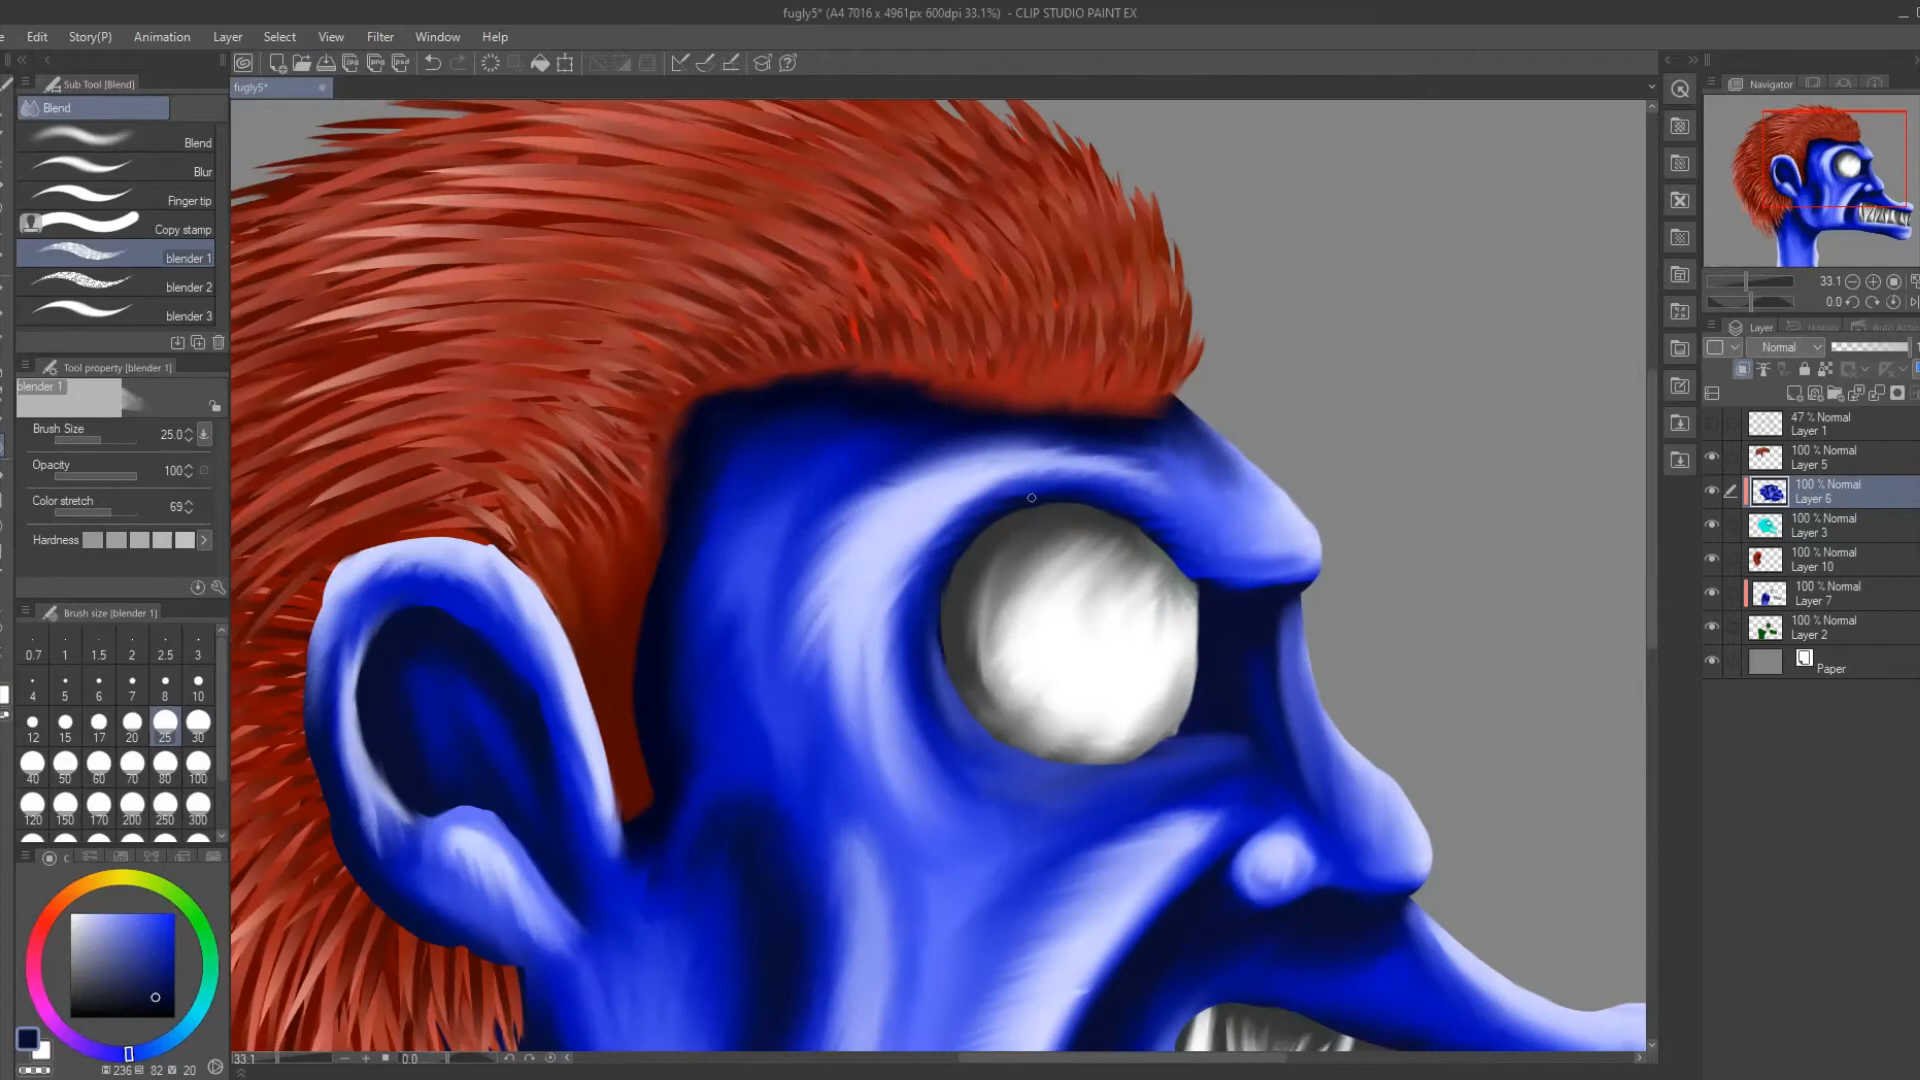 fugly5* (A4 7016 x 4961px 600dpi 33.1%) - CLIP STUDIO PAINT EX
e Edit Story(P) Animation Layer Select View Filter Window Help
Sub Tool [Blend]
Blend
Blend
Blur
Finger tip
Copy stamp
blender 1
blender 2
blender 3
Tool property [blender 1]
blender 1
Brush Size 25.0
Opacity 100
Color stretch 69
Hardness
Brush size [blender 1]
0.7 1 1.5 2 2.5 3
4 5 6 7 8 10
12 15 17 20 25 30
40 50 60 70 80 100
120 150 170 200 250 300
236 82 V 20
fugly5*
33.1
0.0
Navigator
33.1
0.0
Layer History Auto Action
Normal
47 % Normal
Layer 1
100 % Normal
Layer 5
100 % Normal
Layer 6
100 % Normal
Layer 3
100 % Normal
Layer 10
100 % Normal
Layer 7
100 % Normal
Layer 2
Paper